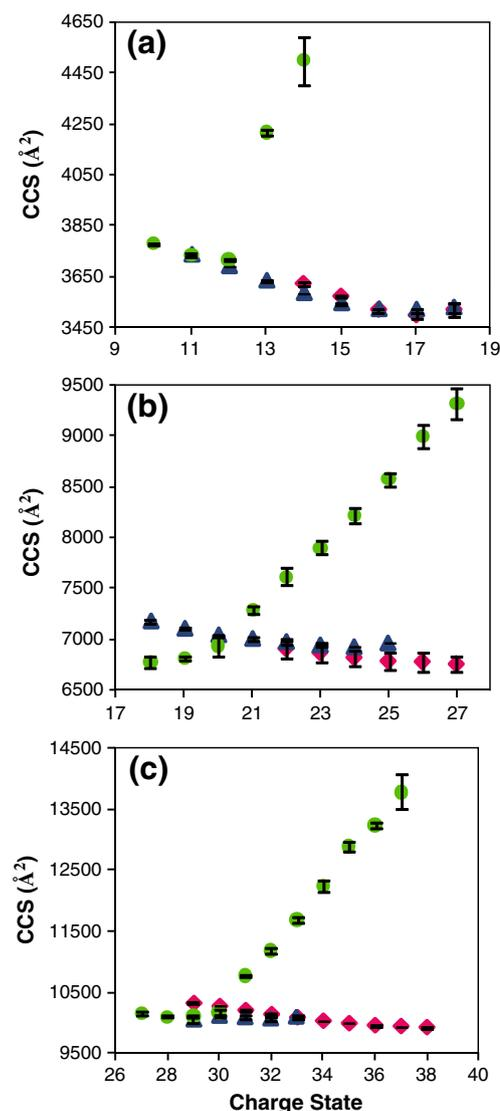 (a)
4650
4450
4250
4050
3850
3650
3450
CCS (Å²)
9 11 13 15 17 19
(b)
9500
9000
8500
8000
7500
7000
6500
CCS (Å²)
17 19 21 23 25 27
(c)
14500
13500
12500
11500
10500
9500
CCS (Å²)
26 28 30 32 34 36 38 40
Charge State